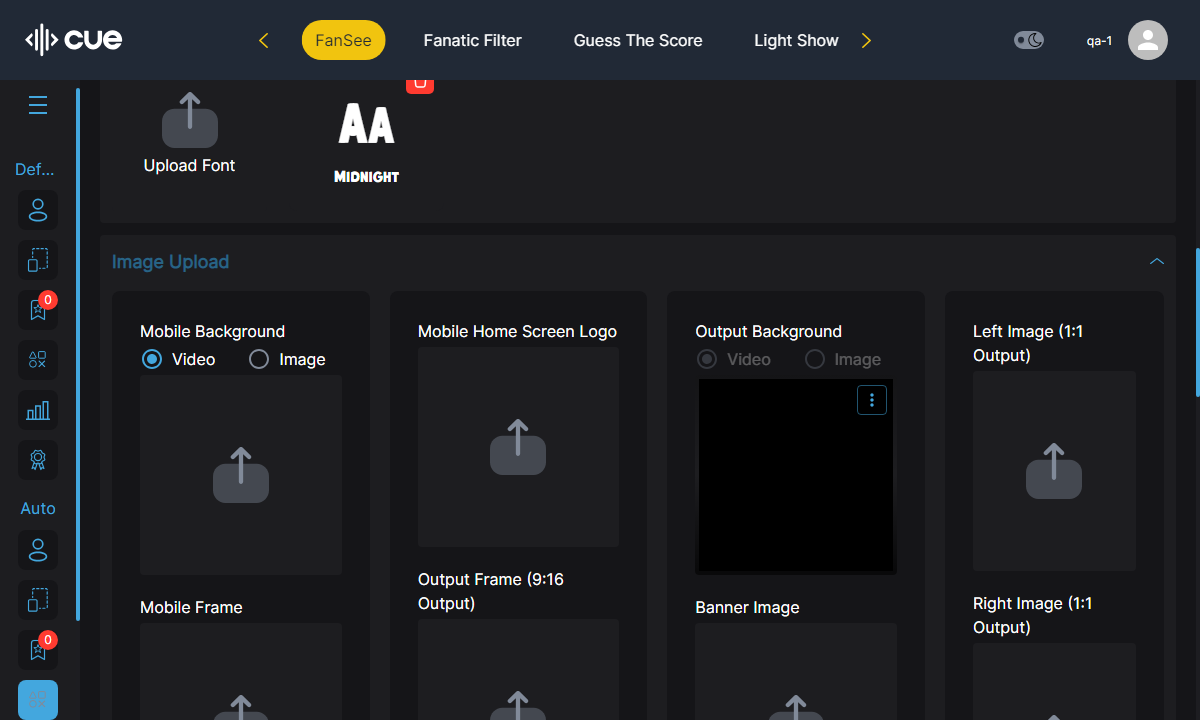 cue
FanSee
Fanatic Filter
Guess The Score
Light Show
qa-1
Def...
0
Auto
0
Upload Font
AA
MIDNIGHT
Image Upload
Mobile Background
Video
Image
Mobile Frame
Mobile Home Screen Logo
Output Frame (9:16
Output)
Output Background
Video
Image
Banner Image
Left Image (1:1
Output)
Right Image (1:1
Output)